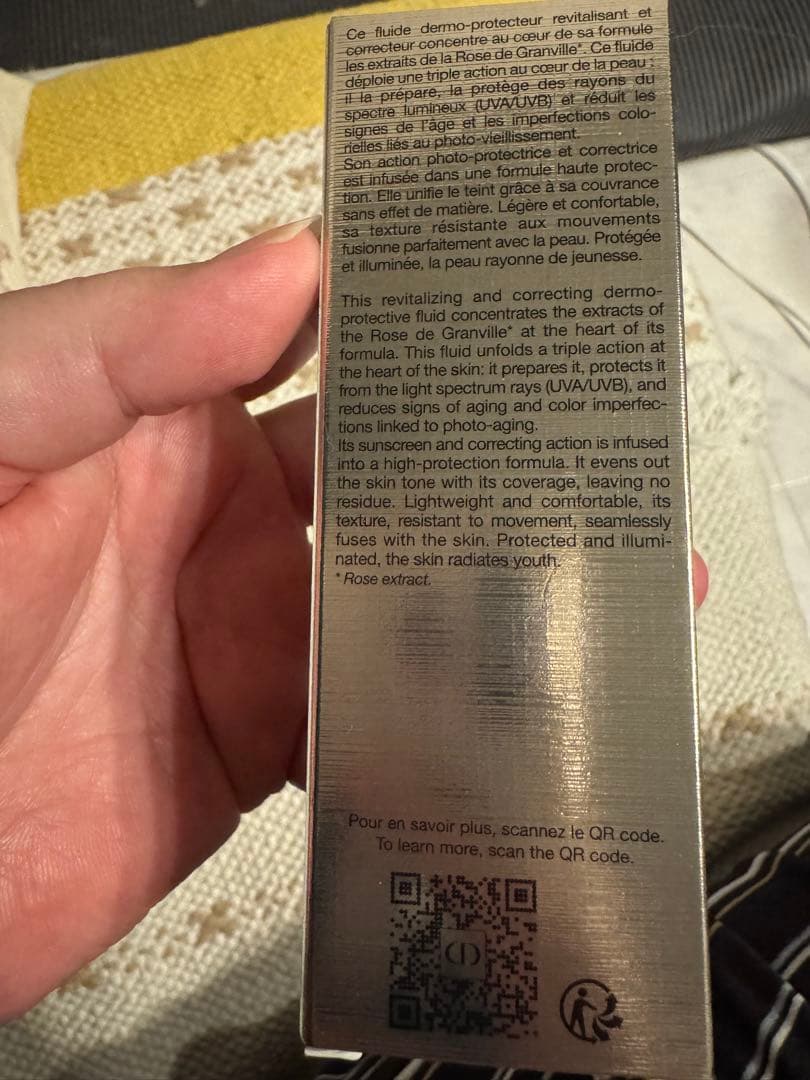 Ce fluide dermo-protecteur revitalisant et
correcteur concentre au cœur de sa formule
les extraits de la Rose de Granville*. Ce fluide
déploie une triple action au cœur de la peau :
il la prépare, la protège des rayons du
spectre lumineux (UVA/UVB) et réduit les
signes de l'âge et les imperfections colo-
rielles liés au photo-vieillissement.
Son action photo-protectrice et correctrice
est infusée dans une formule haute protec-
tion. Elle unifie le teint grâce à sa couvrance
sans effet de matière. Légère et confortable,
sa texture résistante aux mouvements
fusionne parfaitement avec la peau. Protégée
et illuminée, la peau rayonne de jeunesse.
This revitalizing and correcting dermo-
protective fluid concentrates the extracts of
the Rose de Granville* at the heart of its
formula. This fluid unfolds a triple action at
the heart of the skin: it prepares it, protects it
from the light spectrum rays (UVA/UVB), and
reduces signs of aging and color imperfec-
tions linked to photo-aging.
Its sunscreen and correcting action is infused
into a high-protection formula. It evens out
the skin tone with its coverage, leaving no
residue. Lightweight and comfortable, its
texture, resistant to movement, seamlessly
fuses with the skin. Protected and illumi-
nated, the skin radiates youth.
* Rose extract.
Pour en savoir plus, scannez le QR code.
To learn more, scan the QR code.